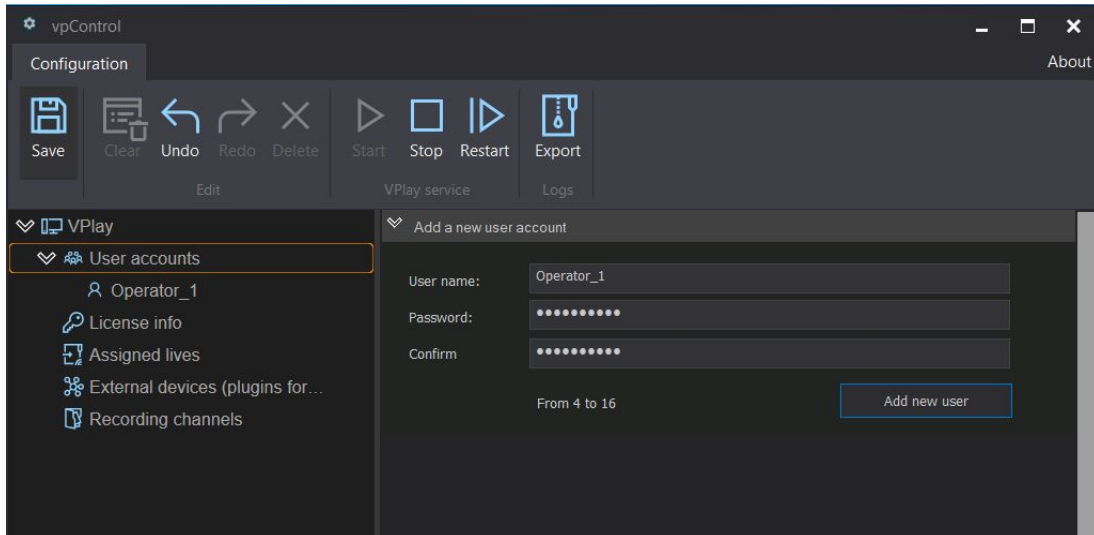 vpControl
Configuration
About
Save
Clear
Undo
Redo
Delete
Start
Stop
Restart
Export
Edit
VPlay service
Logs
VPlay
User accounts
Operator_1
License info
Assigned lives
External devices (plugins for...
Recording channels
Add a new user account
User name:
Operator_1
Password:
••••••••••
Confirm
••••••••••
From 4 to 16
Add new user